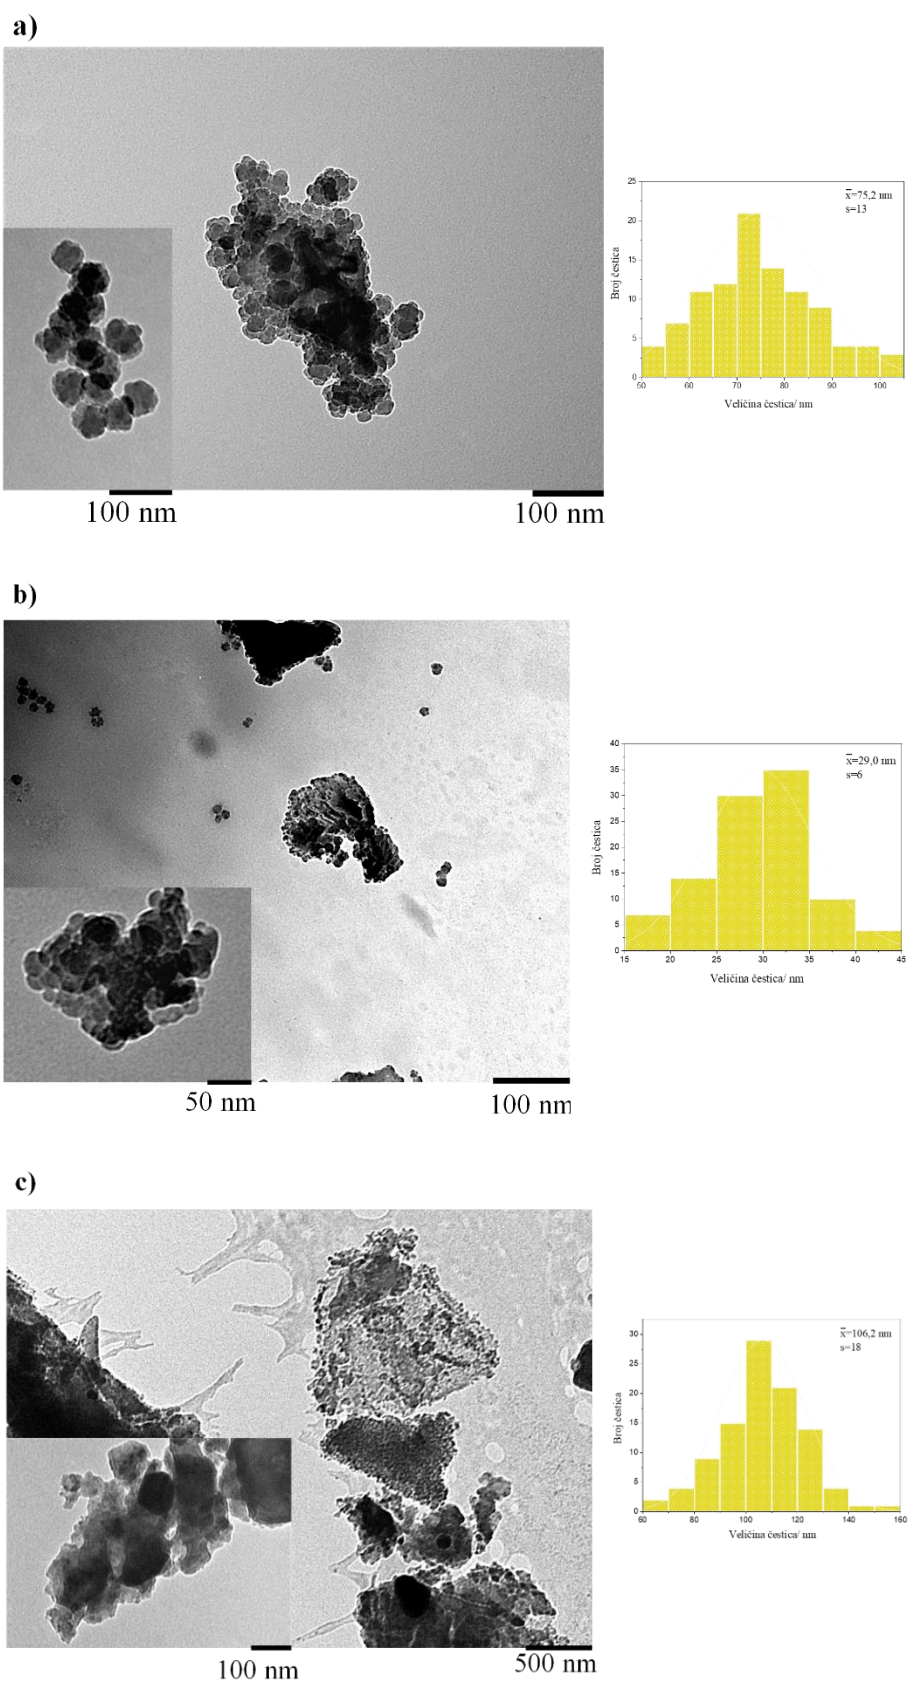 a)
100 nm
100 nm
25
20
15
10
5
0
50 60 70 80 90 100
Broj čestica
Veličina čestica/ nm
x̅=75,2 nm
s=13
b)
50 nm
100 nm
40
35
30
25
20
15
10
5
0
15 20 25 30 35 40 45
Broj čestica
Veličina čestica/ nm
x̅=29,0 nm
s=6
c)
100 nm
500 nm
30
25
20
15
10
5
0
60 80 100 120 140 160
Broj čestica
Veličina čestica/ nm
x̅=106,2 nm
s=18